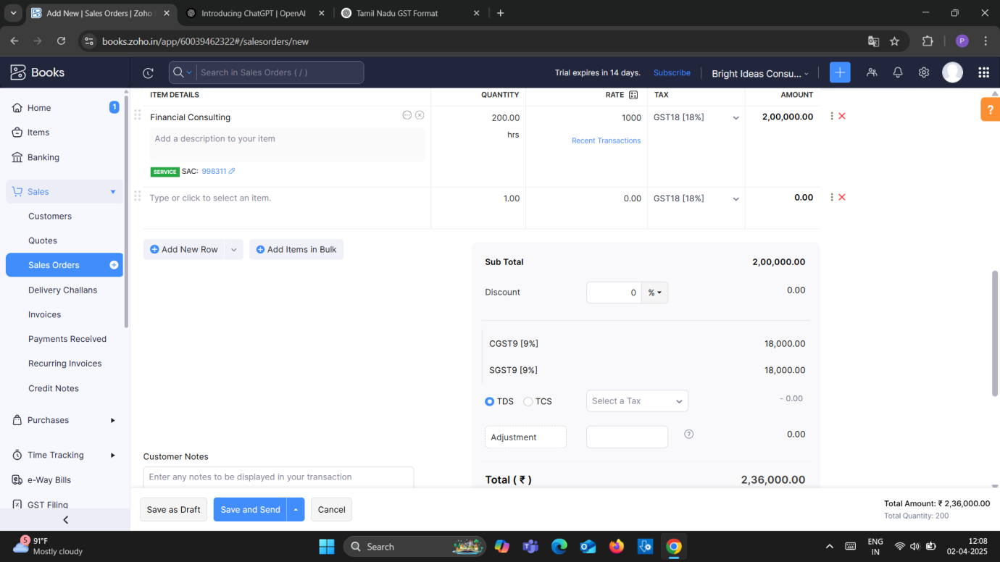 Add New | Sales Orders | Zoho
Introducing ChatGPT | OpenAI
Tamil Nadu GST Format
books.zoho.in/app/60039462322#/salesorders/new
P
Books
Search in Sales Orders ( / )
Trial expires in 14 days.
Subscribe
Bright Ideas Consu...
Home
1
Items
Banking
Sales
Customers
Quotes
Sales Orders
Delivery Challans
Invoices
Payments Received
Recurring Invoices
Credit Notes
Purchases
Time Tracking
e-Way Bills
GST Filing
ITEM DETAILS QUANTITY RATE TAX AMOUNT
Financial Consulting 200.00 1000 GST18 [18%] 2,00,000.00
hrs
Add a description to your item
Recent Transactions
SERVICE SAC: 998311
Type or click to select an item. 1.00 0.00 GST18 [18%] 0.00
?
Add New Row
Add Items in Bulk
Sub Total 2,00,000.00
Discount 0 % 0.00
CGST9 [9%] 18,000.00
SGST9 [9%] 18,000.00
TDS TCS Select a Tax - 0.00
Adjustment ? 0.00
Total ( ₹ ) 2,36,000.00
Customer Notes
Enter any notes to be displayed in your transaction
Save as Draft
Save and Send
Cancel
Total Amount: ₹ 2,36,000.00
Total Quantity: 200
5
91°F
Mostly cloudy
Search
ENG
IN
12:08
02-04-2025